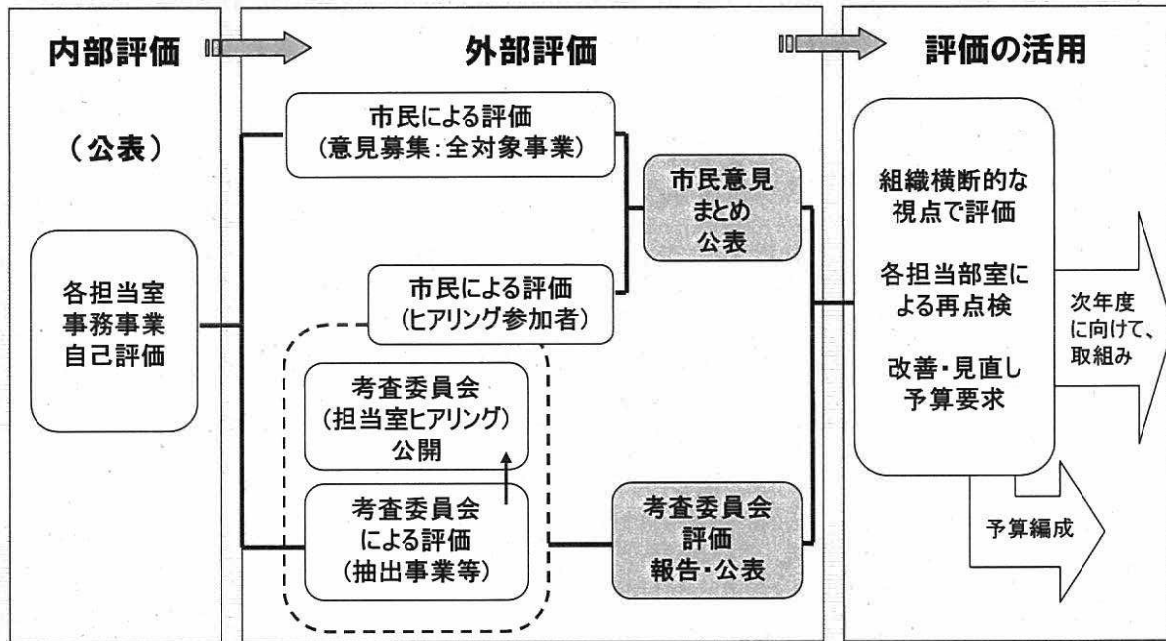 内部評価
（公表）
各担当室
事務事業
自己評価
外部評価
市民による評価
(意見募集：全対象事業)
市民による評価
(ヒアリング参加者)
考査委員会
(担当室ヒアリング)
公開
考査委員会
による評価
(抽出事業等)
市民意見
まとめ
公表
考査委員会
評価
報告・公表
評価の活用
組織横断的な
視点で評価
各担当部室に
よる再点検
改善・見直し
予算要求
次年度
に向けて、
取組み
予算編成